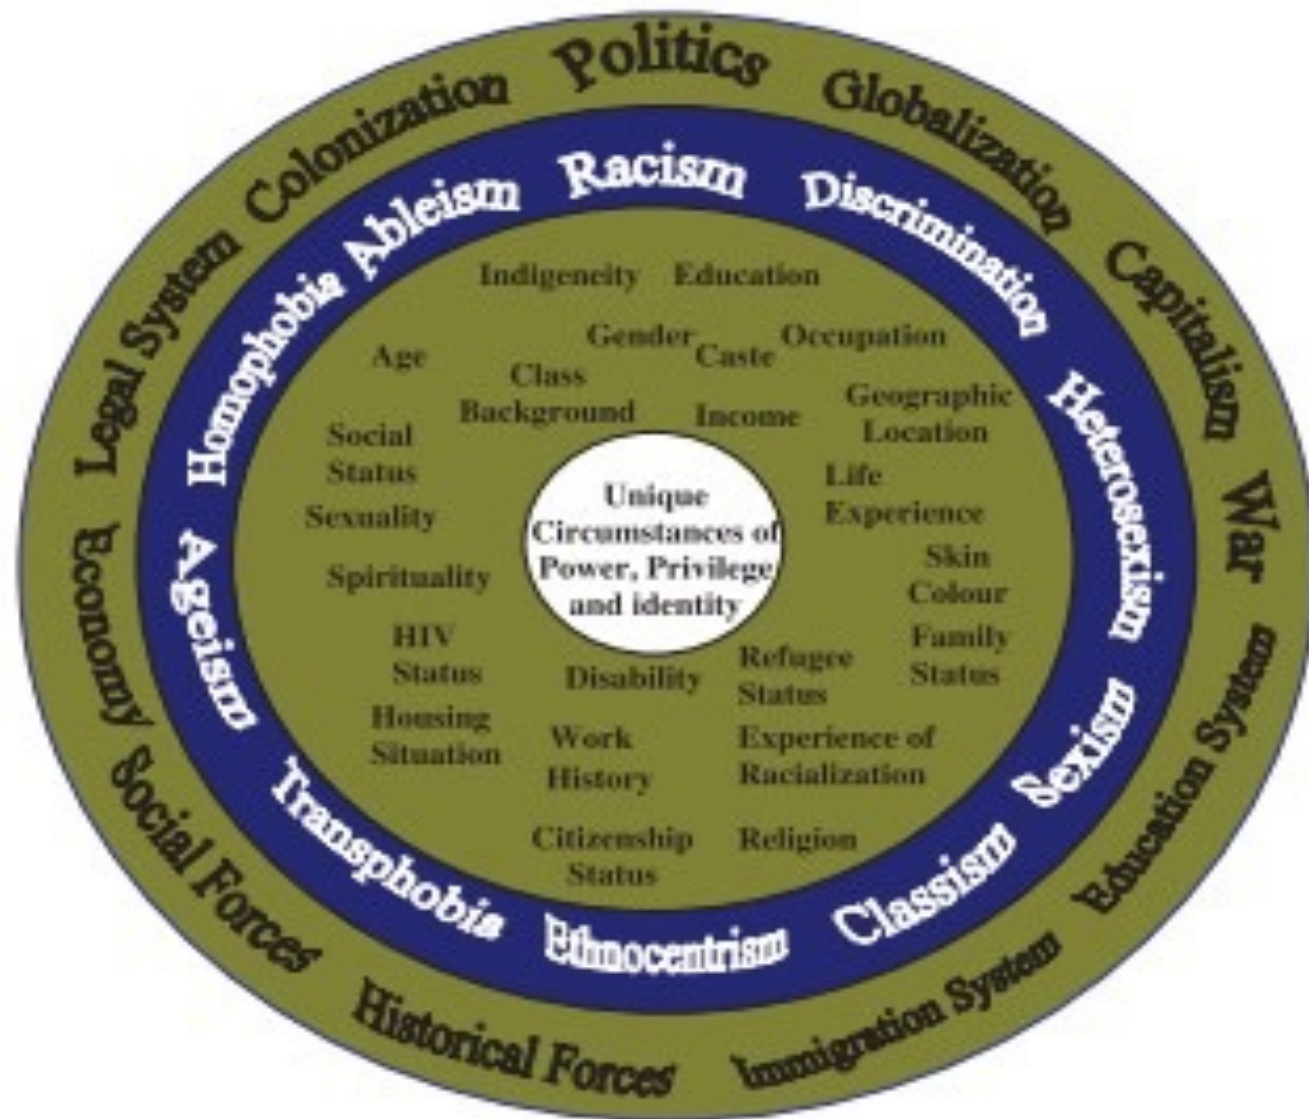 Politics
Globalization
Capitalism
War
Education System
Immigration System
Historical Forces
Social Forces
Economy
Legal System
Colonization
Racism
Discrimination
Heterosexism
Sexism
Classism
Ethnocentrism
Transphobia
Ageism
Homophobia
Ableism
Indigeneity
Education
Gender
Caste
Occupation
Age
Class
Background
Income
Geographic
Location
Social
Status
Life
Experience
Sexuality
Skin
Colour
Spirituality
HIV
Status
Disability
Refugee
Status
Family
Status
Housing
Situation
Work
History
Experience of
Racialization
Citizenship
Status
Religion
Unique
Circumstances of
Power, Privilege
and identity